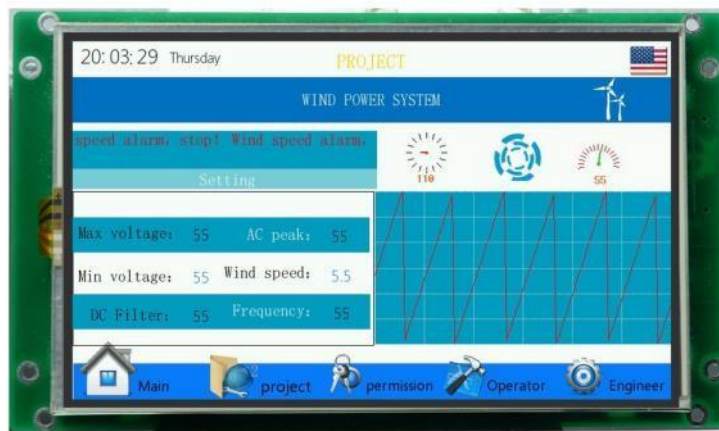 20:03:29 Thursday PROJECT
WIND POWER SYSTEM
speed alarm, stop! Wind speed alarm,
110 55
Setting
Max voltage: 55 AC peak: 55
Min voltage: 55 Wind speed: 5.5
DC Filter: 55 Frequency: 55
Main project permission Operator Engineer